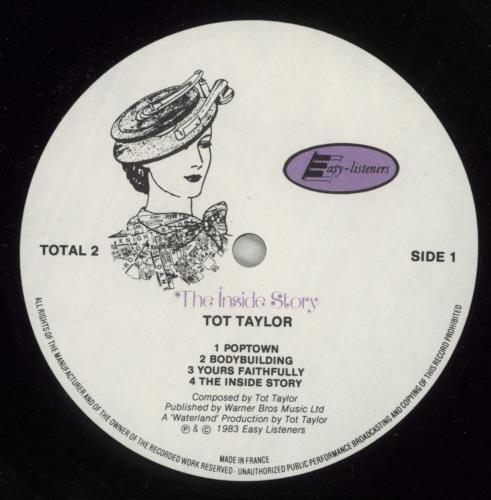 Easy-listeners
TOTAL 2
SIDE 1
The Inside Story
TOT TAYLOR
1 POPTOWN
2 BODYBUILDING
3 YOURS FAITHFULLY
4 THE INSIDE STORY
Composed by Tot Taylor
Published by Warner Bros Music Ltd
A 'Waterland' Production by Tot Taylor
Ⓟ & © 1983 Easy Listeners
MADE IN FRANCE
ALL RIGHTS OF THE MANUFACTURER AND OF THE OWNER OF THE RECORDED WORK RESERVED - UNAUTHORIZED PUBLIC PERFORMANCE BROADCASTING AND COPYING OF THIS RECORD PROHIBITED